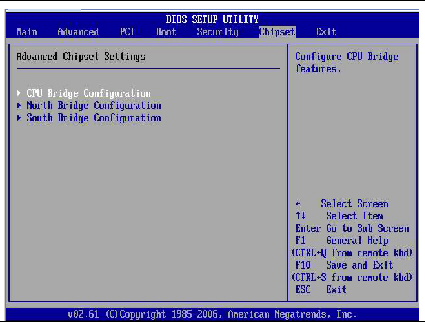 BIOS SETUP UTILITY
Main Advanced PCI Boot Security Chipset Exit
Advanced Chipset Settings
CPU Bridge Configuration
North Bridge Configuration
South Bridge Configuration
Configure CPU Bridge
features.
← Select Screen
↑↓ Select Item
Enter Go to Sub Screen
F1 General Help
(CTRL+Q from remote kbd)
F10 Save and Exit
(CTRL+S from remote kbd)
ESC Exit
v02.61 (C)Copyright 1985 2006, American Megatrends, Inc.